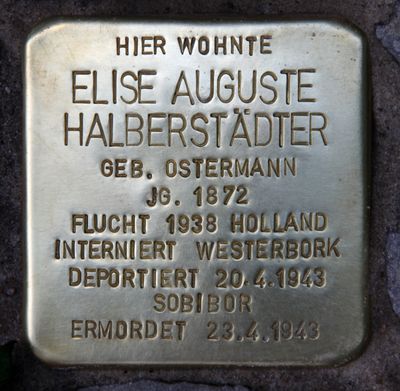 HIER WOHNTE
ELISE AUGUSTE
HALBERSTÄDTER
GEB. OSTERMANN
JG. 1872
FLUCHT 1938 HOLLAND
INTERNIERT WESTERBORK
DEPORTIERT 20.4.1943
SOBIBOR
ERMORDET 23.4.1943